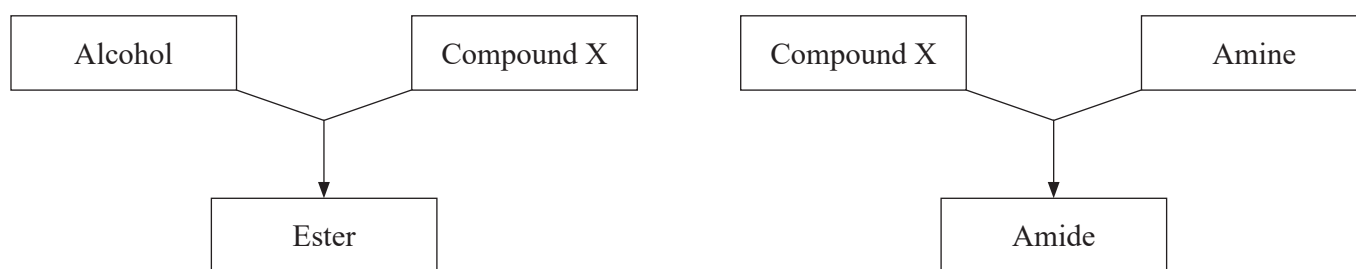 Alcohol
Compound X
Compound X
Amine
Ester
Amide